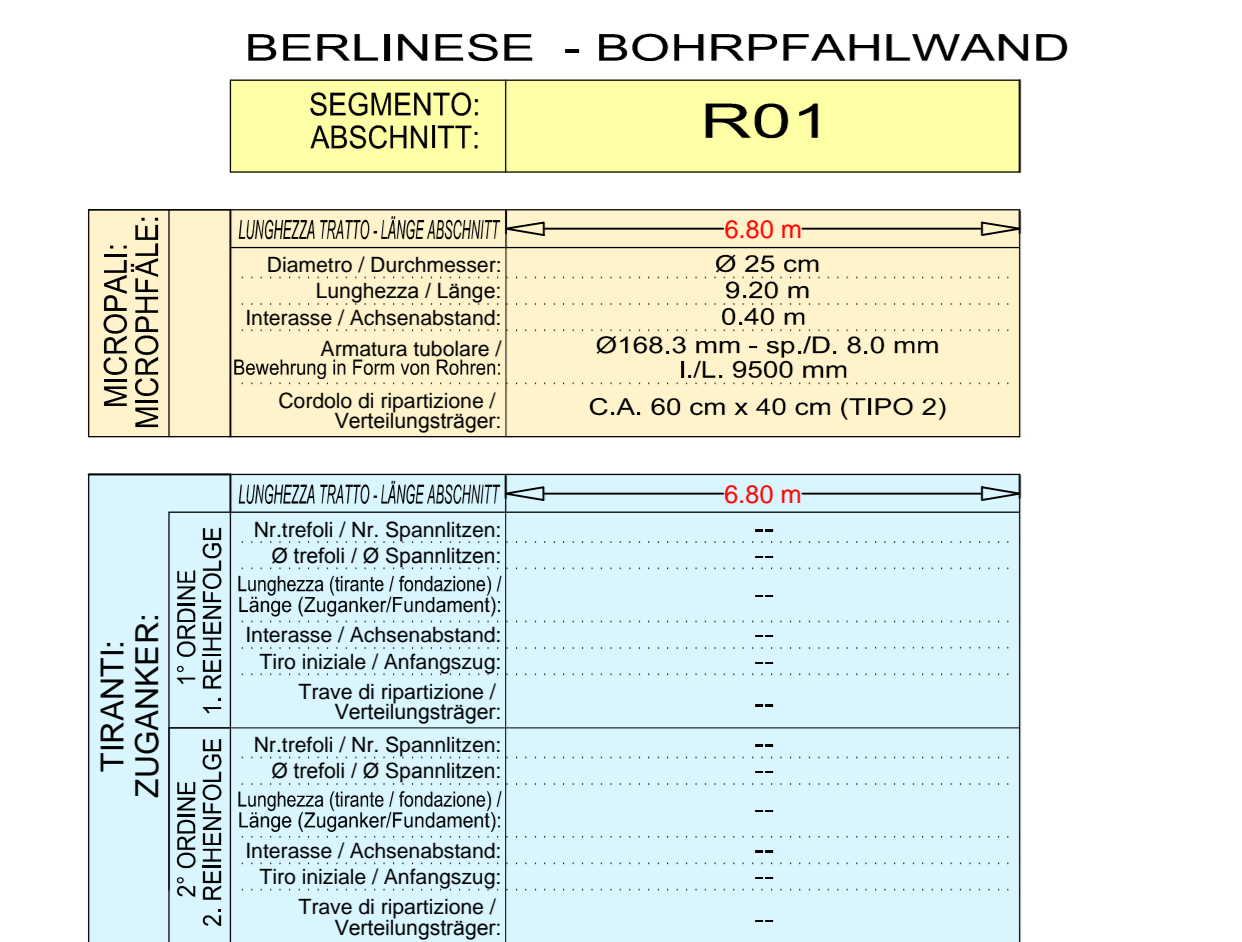 BERLINESE - BOHRPFAHLWAND
SEGMENTO:
ABSCHNITT:
R01
MICROPALI:
MICROPHFÄLE:
LUNGHEZZA TRATTO - LÄNGE ABSCHNITT
6.80 m
Diametro / Durchmesser:
Ø 25 cm
Lunghezza / Länge:
9.20 m
Interasse / Achsenabstand:
0.40 m
Armatura tubolare /
Bewehrung in Form von Rohren:
Ø168.3 mm - sp./D. 8.0 mm
l./L. 9500 mm
Cordolo di ripartizione /
Verteilungsträger:
C.A. 60 cm x 40 cm (TIPO 2)
TIRANTI:
ZUGANKER:
LUNGHEZZA TRATTO - LÄNGE ABSCHNITT
6.80 m
1° ORDINE
1. REIHENFOLGE
Nr.trefoli / Nr. Spannlitzen:
--
Ø trefoli / Ø Spannlitzen:
--
Lunghezza (tirante / fondazione) /
Länge (Zuganker/Fundament):
--
Interasse / Achsenabstand:
--
Tiro iniziale / Anfangszug:
--
Trave di ripartizione /
Verteilungsträger:
--
2° ORDINE
2. REIHENFOLGE
Nr.trefoli / Nr. Spannlitzen:
--
Ø trefoli / Ø Spannlitzen:
--
Lunghezza (tirante / fondazione) /
Länge (Zuganker/Fundament):
--
Interasse / Achsenabstand:
--
Tiro iniziale / Anfangszug:
--
Trave di ripartizione /
Verteilungsträger:
--